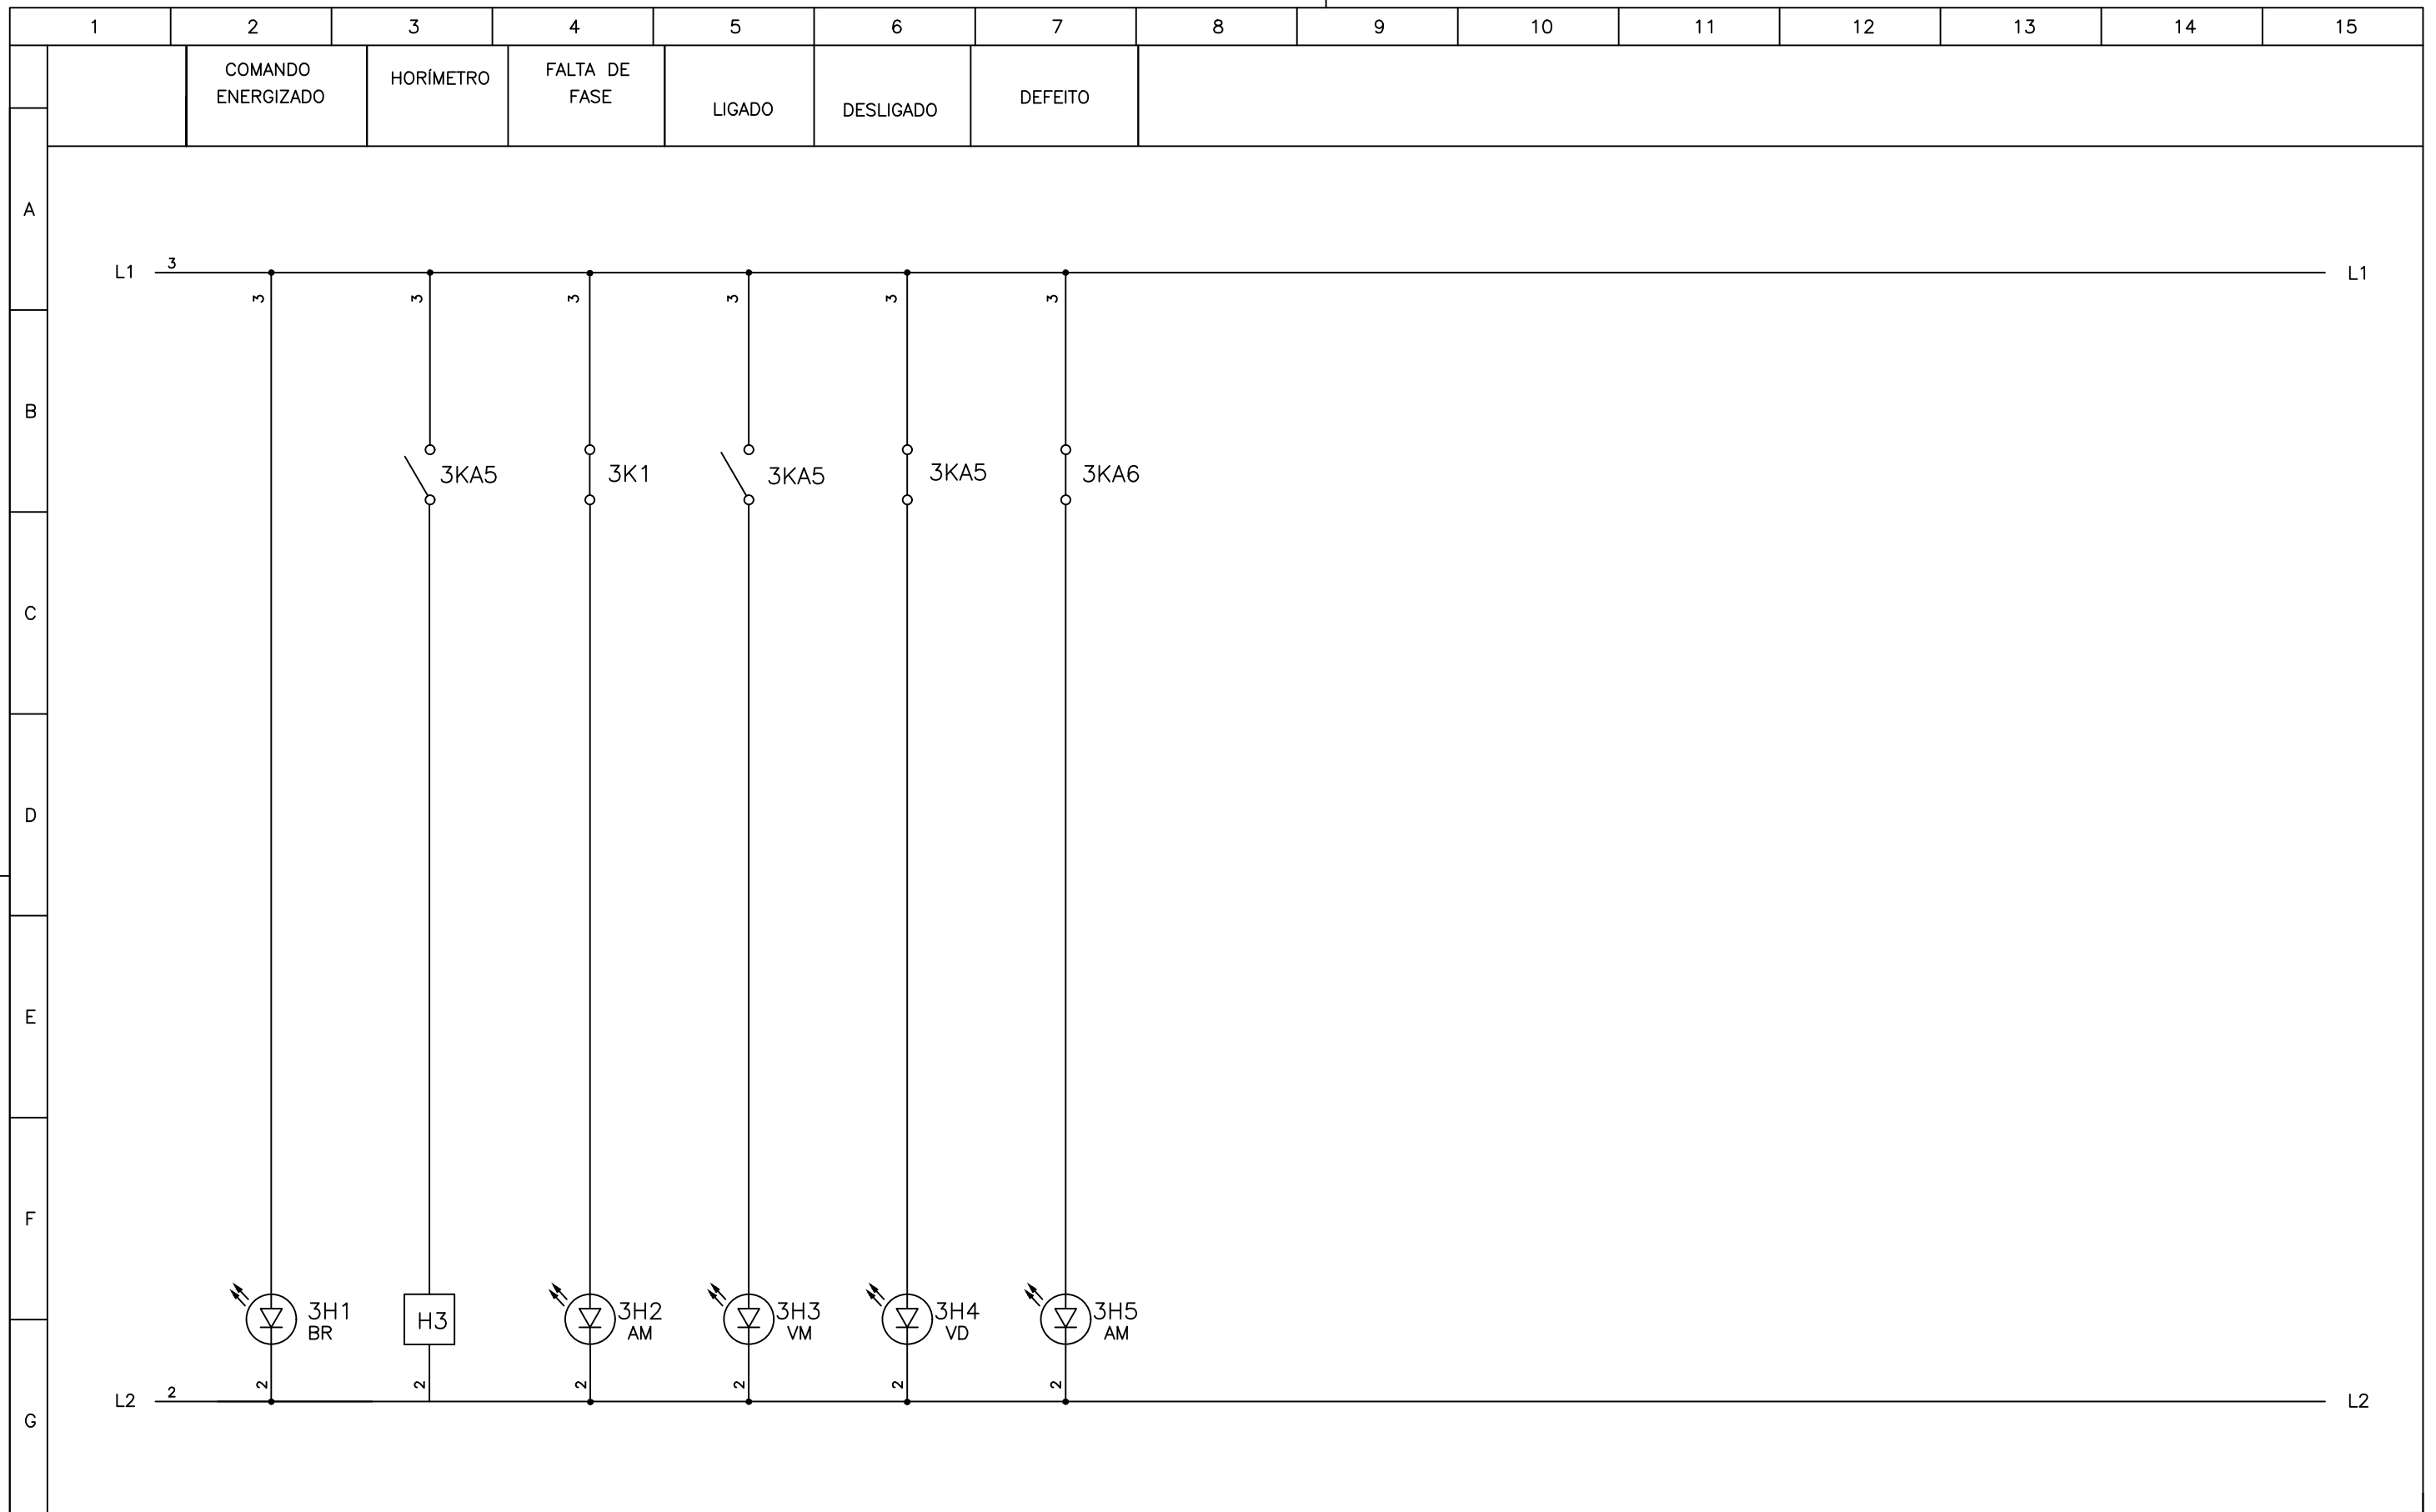 1 2 3 4 5 6 7 8 9 10 11 12 13 14 15
COMANDO
ENERGIZADO
HORÍMETRO
FALTA DE
FASE
LIGADO
DESLIGADO
DEFEITO
A
L1 3 L1
3 3 3 3 3 3
B
3KA5 3K1 3KA5 3KA5 3KA6
C
D
E
F
3H1
BR
H3
3H2
AM
3H3
VM
3H4
VD
3H5
AM
2 2 2 2 2 2
L2 2 L2
G